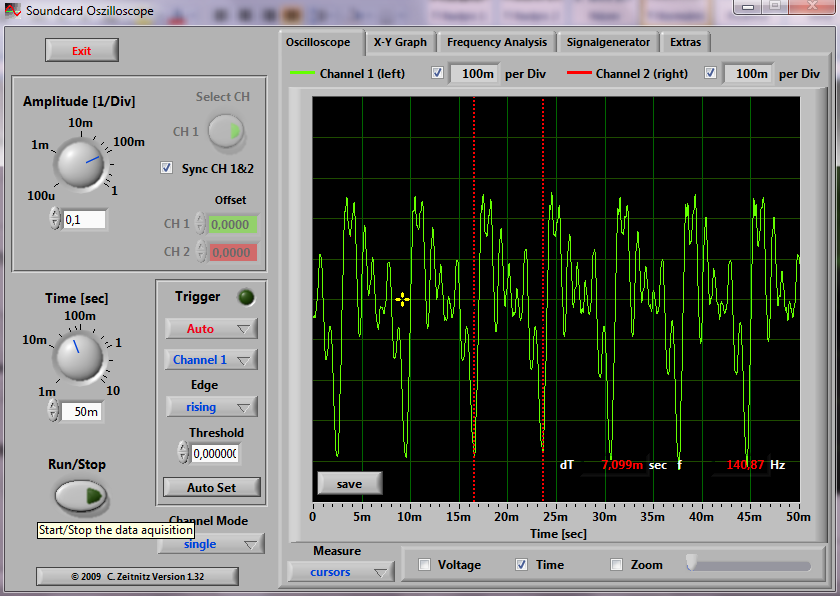 Soundcard Oszilloscope
Exit
Amplitude [1/Div]
10m
1m
100m
100u
1
0,1
Select CH
CH 1
Sync CH 1&2
Offset
CH 1
0,0000
CH 2
0,0000
Time [sec]
100m
10m
1
1m
10
50m
Trigger
Auto
Channel 1
Edge
rising
Threshold
Auto Set
Run/Stop
Start/Stop the data aquisition
Channel Mode
single
© 2009 C. Zeitnitz Version 1.32
Oscilloscope
X-Y Graph
Frequency Analysis
Signalgenerator
Extras
Channel 1 (left)
100m
per Div
Channel 2 (right)
100m
per Div
dT 7,099m sec f 140,87 Hz
save
0 5m 10m 15m 20m 25m 30m 35m 40m 45m 50m
Time [sec]
Measure
cursors
Voltage
Time
Zoom